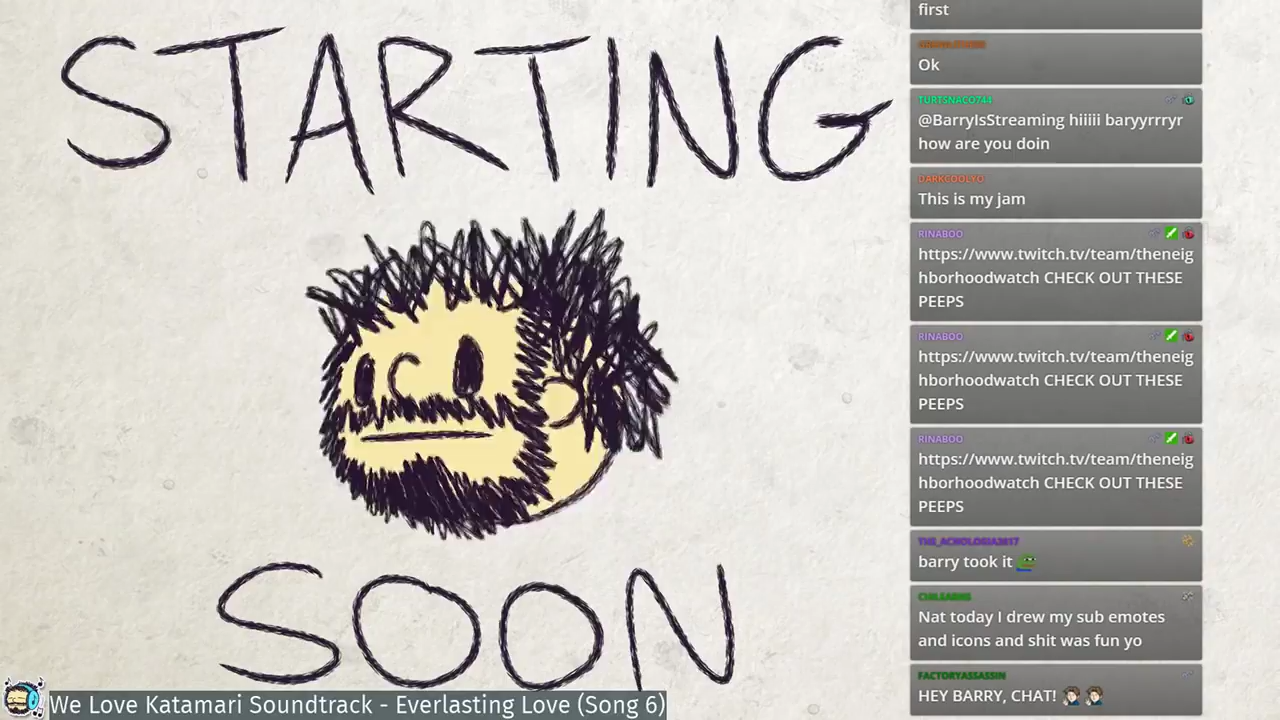 STARTING
SOON
We Love Katamari Soundtrack - Everlasting Love (Song 6)
first
Ok
TURTSNACO744
@BarryIsStreaming hiiiii baryyrrryr
how are you doin
DARKCOOLYO
This is my jam
RINABOO
https://www.twitch.tv/team/theneig
hborhoodwatch CHECK OUT THESE
PEEPS
RINABOO
https://www.twitch.tv/team/theneig
hborhoodwatch CHECK OUT THESE
PEEPS
RINABOO
https://www.twitch.tv/team/theneig
hborhoodwatch CHECK OUT THESE
PEEPS
barry took it
Nat today I drew my sub emotes
and icons and shit was fun yo
FACTORYASSASSIN
HEY BARRY, CHAT!